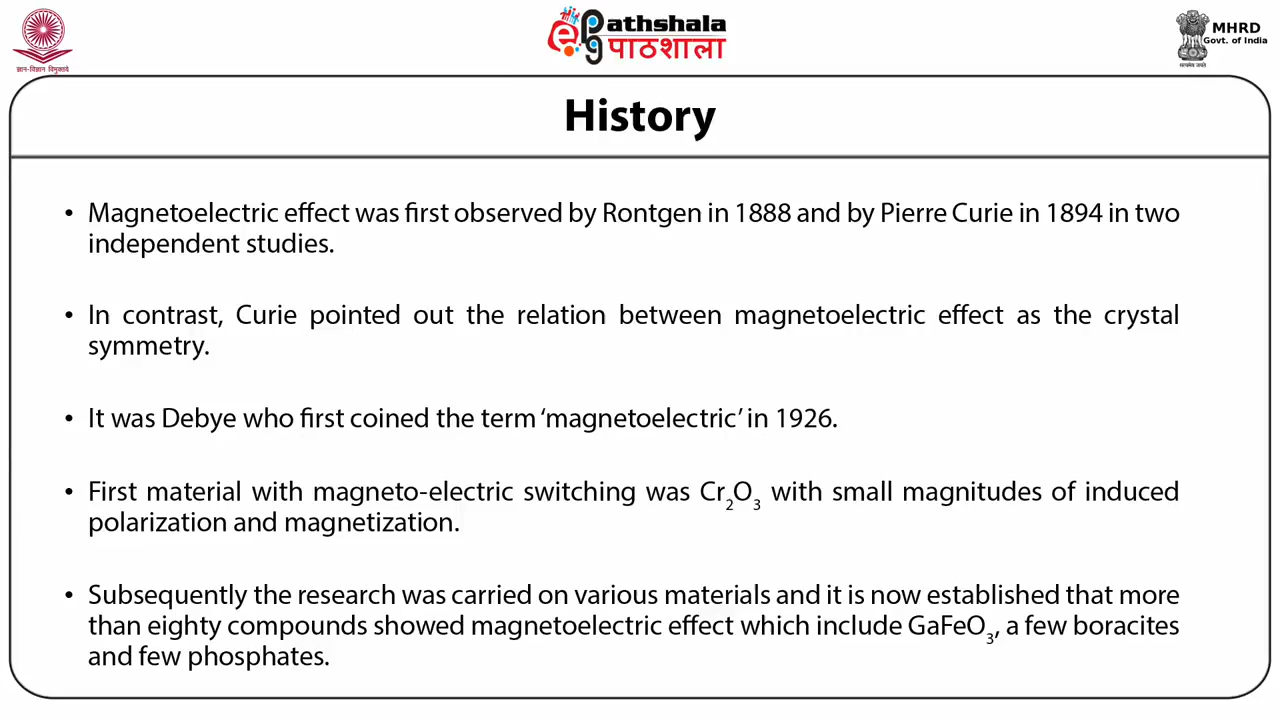 ज्ञान-विज्ञान विमुक्तये
epathshala
पाठशाला
MHRD
Govt. of India
सत्यमेव जयते
History
• Magnetoelectric effect was first observed by Rontgen in 1888 and by Pierre Curie in 1894 in two
independent studies.
• In contrast, Curie pointed out the relation between magnetoelectric effect as the crystal
symmetry.
• It was Debye who first coined the term ‘magnetoelectric’ in 1926.
• First material with magneto-electric switching was Cr₂O₃ with small magnitudes of induced
polarization and magnetization.
• Subsequently the research was carried on various materials and it is now established that more
than eighty compounds showed magnetoelectric effect which include GaFeO₃, a few boracites
and few phosphates.